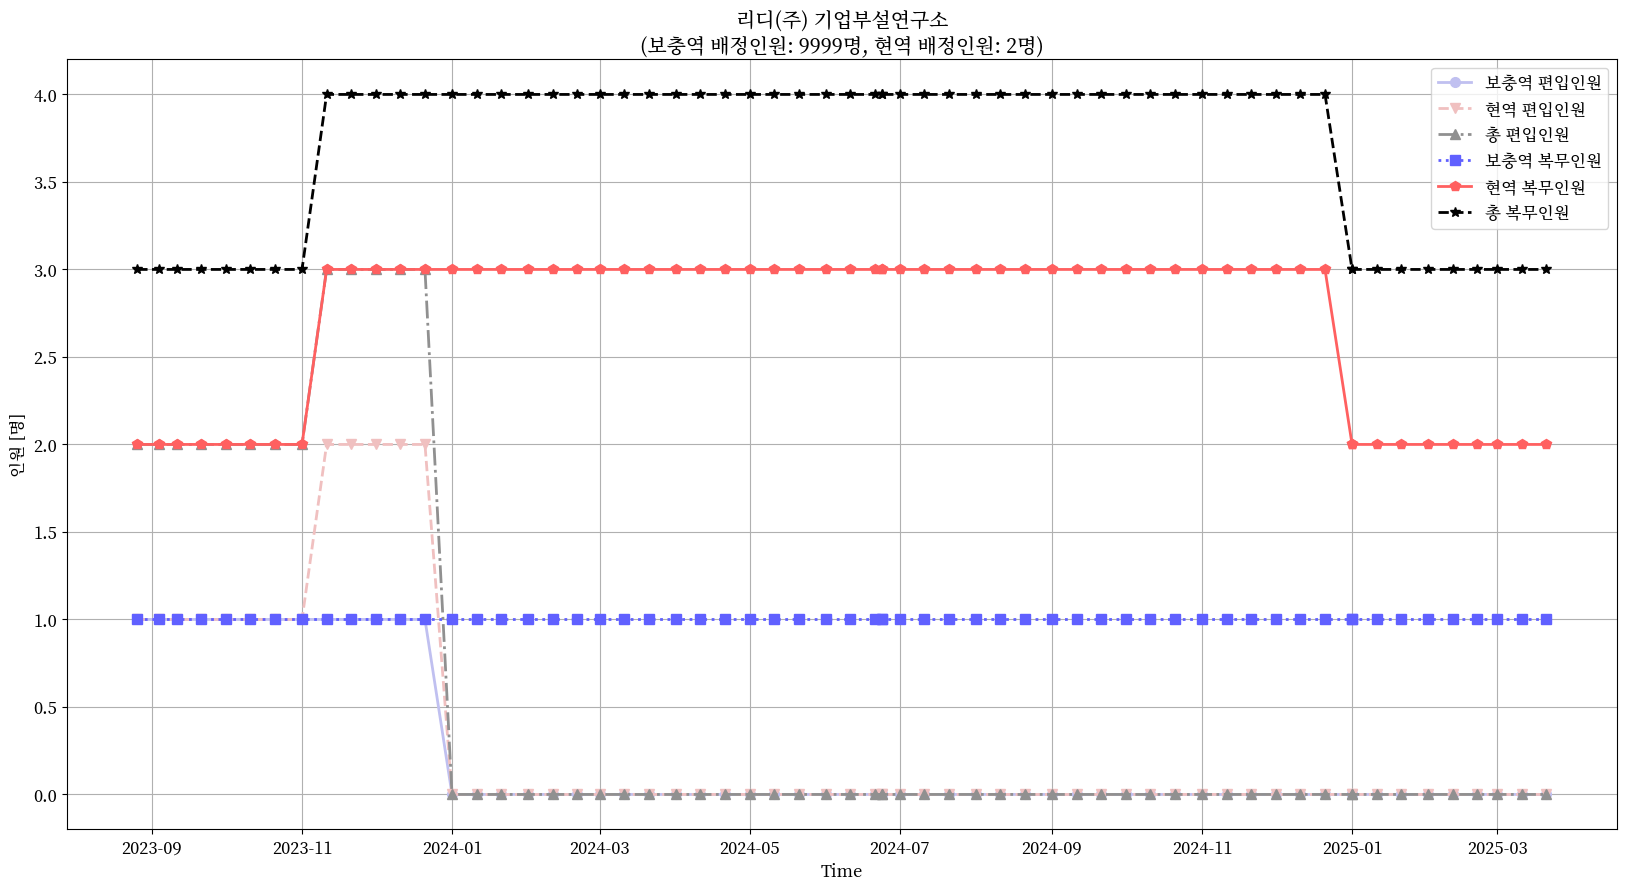 리디(주) 기업부설연구소
(보충역 배정인원: 9999명, 현역 배정인원: 2명)
보충역 편입인원
현역 편입인원
총 편입인원
보충역 복무인원
현역 복무인원
총 복무인원
4.0
3.5
3.0
2.5
2.0
1.5
1.0
0.5
0.0
인원 [명]
2023-09 2023-11 2024-01 2024-03 2024-05 2024-07 2024-09 2024-11 2025-01 2025-03
Time